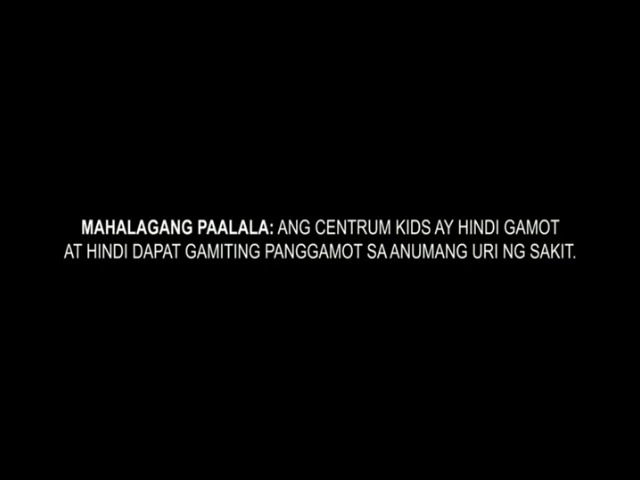 MAHALAGANG PAALALA: ANG CENTRUM KIDS AY HINDI GAMOT
AT HINDI DAPAT GAMITING PANGGAMOT SA ANUMANG URI NG SAKIT.